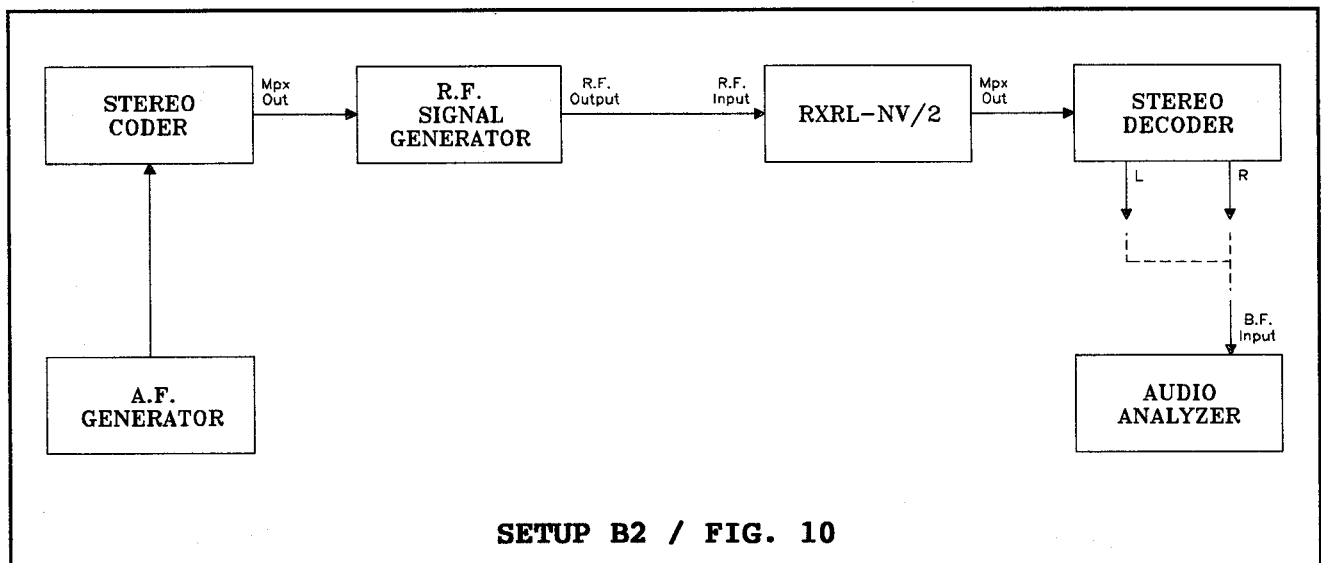 STEREO
CODER
Mpx
Out
R.F.
SIGNAL
GENERATOR
R.F.
Output
R.F.
Input
RXRL-NV/2
Mpx
Out
STEREO
DECODER
L
R
B.F.
Input
A.F.
GENERATOR
AUDIO
ANALYZER
SETUP B2 / FIG. 10